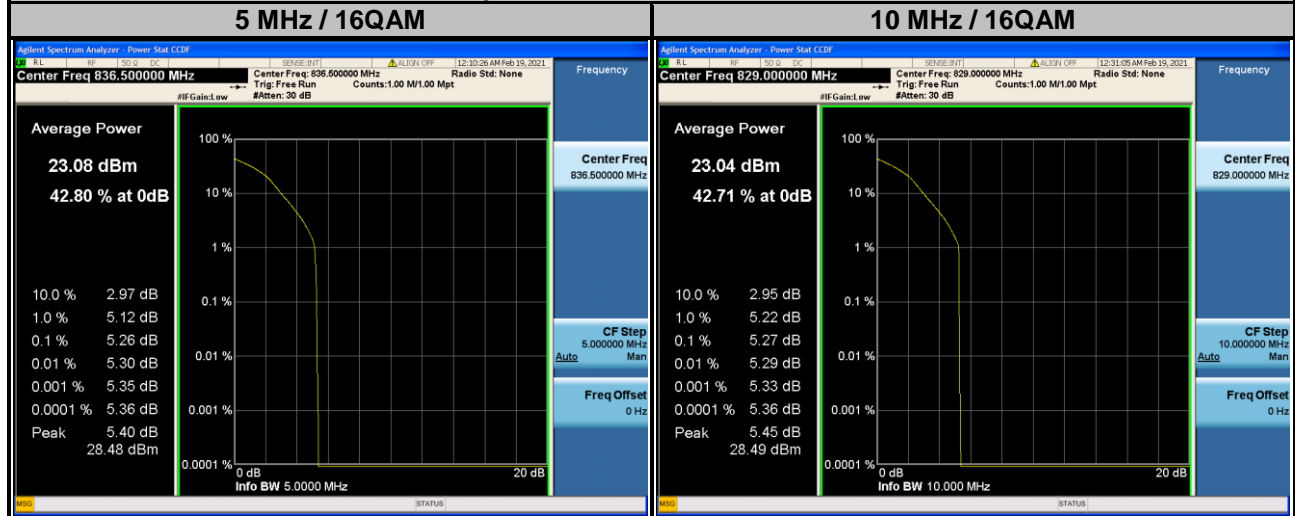 5 MHz / 16QAM
Agilent Spectrum Analyzer - Power Stat CCDF
RL RF 50 Ω DC SENSE:INT ALIGN OFF 12:10:26 AM Feb 19, 2021
Center Freq 836.500000 MHz
Center Freq: 836.500000 MHz Radio Std: None
Trig: Free Run Counts:1.00 M/1.00 Mpt
#IFGain:Low #Atten: 30 dB
Average Power
23.08 dBm
42.80 % at 0dB
10.0 % 2.97 dB
1.0 % 5.12 dB
0.1 % 5.26 dB
0.01 % 5.30 dB
0.001 % 5.35 dB
0.0001 % 5.36 dB
Peak 5.40 dB
28.48 dBm
100 %
10 %
1 %
0.1 %
0.01 %
0.001 %
0.0001 %
0 dB 20 dB
Info BW 5.0000 MHz
Frequency
Center Freq
836.500000 MHz
CF Step
5.000000 MHz
Auto Man
Freq Offset
0 Hz
MSG STATUS
10 MHz / 16QAM
Agilent Spectrum Analyzer - Power Stat CCDF
RL RF 50 Ω DC SENSE:INT ALIGN OFF 12:31:05 AM Feb 19, 2021
Center Freq 829.000000 MHz
Center Freq: 829.000000 MHz Radio Std: None
Trig: Free Run Counts:1.00 M/1.00 Mpt
#IFGain:Low #Atten: 30 dB
Average Power
23.04 dBm
42.71 % at 0dB
10.0 % 2.95 dB
1.0 % 5.22 dB
0.1 % 5.27 dB
0.01 % 5.29 dB
0.001 % 5.33 dB
0.0001 % 5.36 dB
Peak 5.45 dB
28.49 dBm
100 %
10 %
1 %
0.1 %
0.01 %
0.001 %
0.0001 %
0 dB 20 dB
Info BW 10.000 MHz
Frequency
Center Freq
829.000000 MHz
CF Step
10.000000 MHz
Auto Man
Freq Offset
0 Hz
MSG STATUS